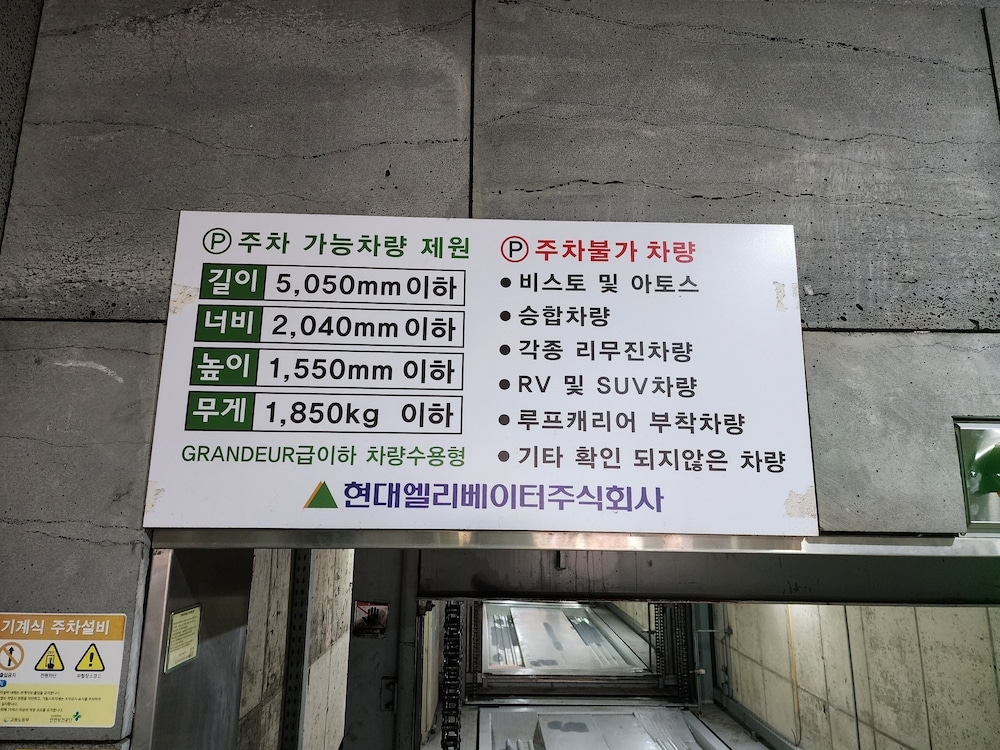 Ⓟ 주차 가능차량 제원
길이 5,050mm 이하
너비 2,040mm 이하
높이 1,550mm 이하
무게 1,850kg 이하
GRANDEUR급이하 차량수용형
Ⓟ 주차불가 차량
● 비스토 및 아토스
● 승합차량
● 각종 리무진차량
● RV 및 SUV차량
● 루프캐리어 부착차량
● 기타 확인 되지않은 차량
현대엘리베이터주식회사
기계식 주차설비